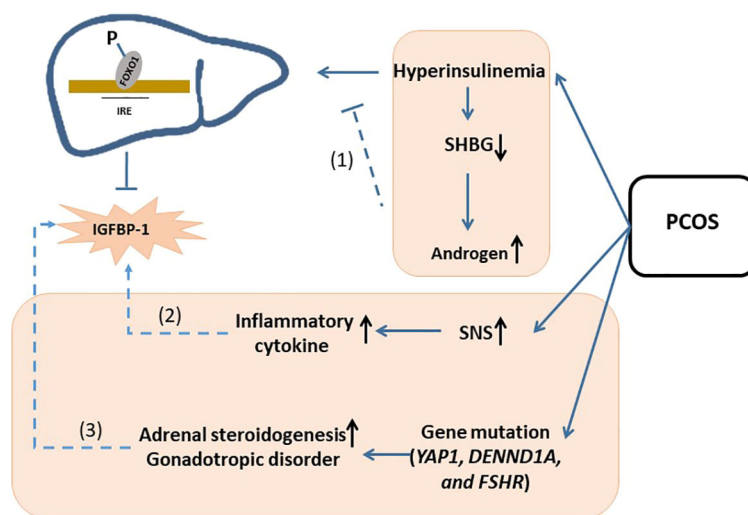 P
FOXO1
IRE
Hyperinsulinemia
SHBG
(1)
Androgen
PCOS
IGFBP-1
(2)
Inflammatory
cytokine
SNS
(3)
Adrenal steroidogenesis
Gonadotropic disorder
Gene mutation
(YAP1, DENND1A,
and FSHR)